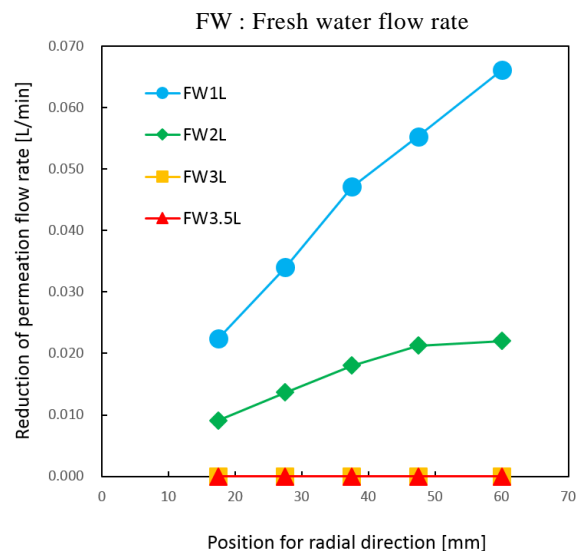 FW : Fresh water flow rate
Reduction of permeation flow rate [L/min]
0.070
0.060
0.050
0.040
0.030
0.020
0.010
0.000
FW1L
FW2L
FW3L
FW3.5L
0 10 20 30 40 50 60 70
Position for radial direction [mm]